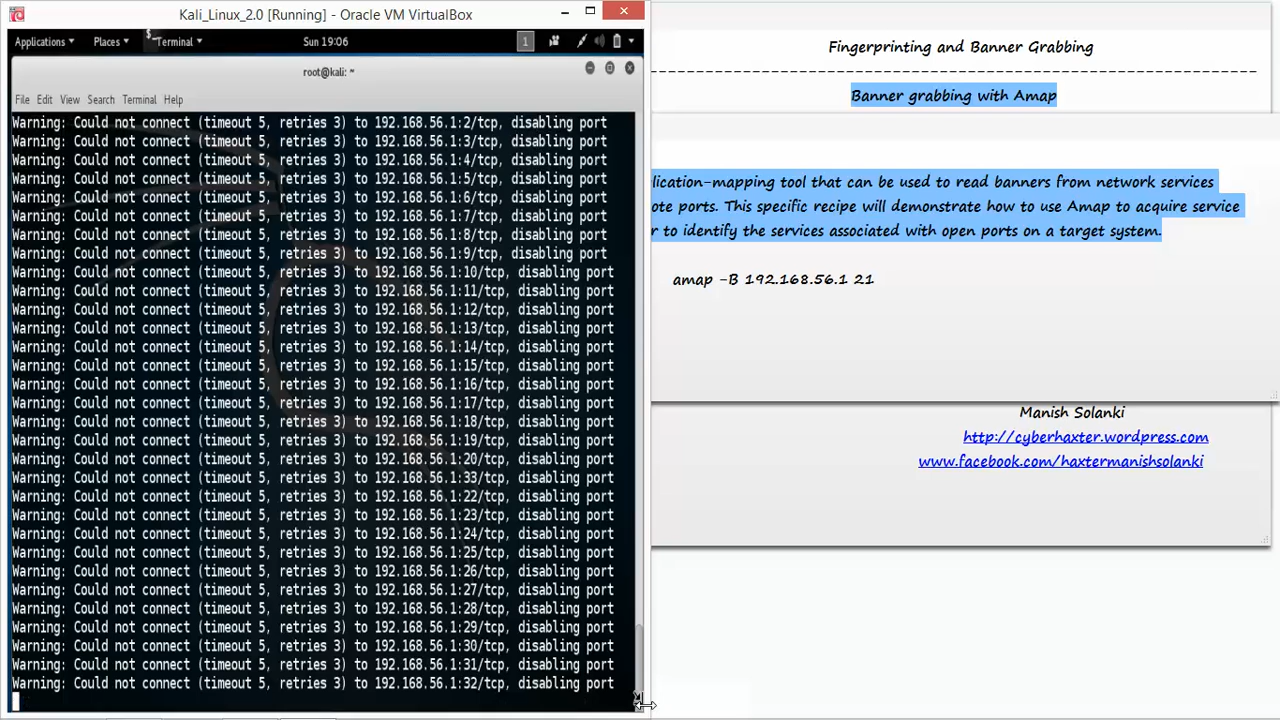 Kali_Linux_2.0 [Running] - Oracle VM VirtualBox
Applications Places Terminal Sun 19:06 1
root@kali: ~
File Edit View Search Terminal Help
Warning: Could not connect (timeout 5, retries 3) to 192.168.56.1:2/tcp, disabling port
Warning: Could not connect (timeout 5, retries 3) to 192.168.56.1:3/tcp, disabling port
Warning: Could not connect (timeout 5, retries 3) to 192.168.56.1:4/tcp, disabling port
Warning: Could not connect (timeout 5, retries 3) to 192.168.56.1:5/tcp, disabling port
Warning: Could not connect (timeout 5, retries 3) to 192.168.56.1:6/tcp, disabling port
Warning: Could not connect (timeout 5, retries 3) to 192.168.56.1:7/tcp, disabling port
Warning: Could not connect (timeout 5, retries 3) to 192.168.56.1:8/tcp, disabling port
Warning: Could not connect (timeout 5, retries 3) to 192.168.56.1:9/tcp, disabling port
Warning: Could not connect (timeout 5, retries 3) to 192.168.56.1:10/tcp, disabling port
Warning: Could not connect (timeout 5, retries 3) to 192.168.56.1:11/tcp, disabling port
Warning: Could not connect (timeout 5, retries 3) to 192.168.56.1:12/tcp, disabling port
Warning: Could not connect (timeout 5, retries 3) to 192.168.56.1:13/tcp, disabling port
Warning: Could not connect (timeout 5, retries 3) to 192.168.56.1:14/tcp, disabling port
Warning: Could not connect (timeout 5, retries 3) to 192.168.56.1:15/tcp, disabling port
Warning: Could not connect (timeout 5, retries 3) to 192.168.56.1:16/tcp, disabling port
Warning: Could not connect (timeout 5, retries 3) to 192.168.56.1:17/tcp, disabling port
Warning: Could not connect (timeout 5, retries 3) to 192.168.56.1:18/tcp, disabling port
Warning: Could not connect (timeout 5, retries 3) to 192.168.56.1:19/tcp, disabling port
Warning: Could not connect (timeout 5, retries 3) to 192.168.56.1:20/tcp, disabling port
Warning: Could not connect (timeout 5, retries 3) to 192.168.56.1:33/tcp, disabling port
Warning: Could not connect (timeout 5, retries 3) to 192.168.56.1:22/tcp, disabling port
Warning: Could not connect (timeout 5, retries 3) to 192.168.56.1:23/tcp, disabling port
Warning: Could not connect (timeout 5, retries 3) to 192.168.56.1:24/tcp, disabling port
Warning: Could not connect (timeout 5, retries 3) to 192.168.56.1:25/tcp, disabling port
Warning: Could not connect (timeout 5, retries 3) to 192.168.56.1:26/tcp, disabling port
Warning: Could not connect (timeout 5, retries 3) to 192.168.56.1:27/tcp, disabling port
Warning: Could not connect (timeout 5, retries 3) to 192.168.56.1:28/tcp, disabling port
Warning: Could not connect (timeout 5, retries 3) to 192.168.56.1:29/tcp, disabling port
Warning: Could not connect (timeout 5, retries 3) to 192.168.56.1:30/tcp, disabling port
Warning: Could not connect (timeout 5, retries 3) to 192.168.56.1:31/tcp, disabling port
Warning: Could not connect (timeout 5, retries 3) to 192.168.56.1:32/tcp, disabling port
Fingerprinting and Banner Grabbing
Banner grabbing with Amap
lication-mapping tool that can be used to read banners from network services
ote ports. This specific recipe will demonstrate how to use Amap to acquire service
r to identify the services associated with open ports on a target system.
amap -B 192.168.56.1 21
Manish Solanki
http://cyberhaxter.wordpress.com
www.facebook.com/haxtermanishsolanki